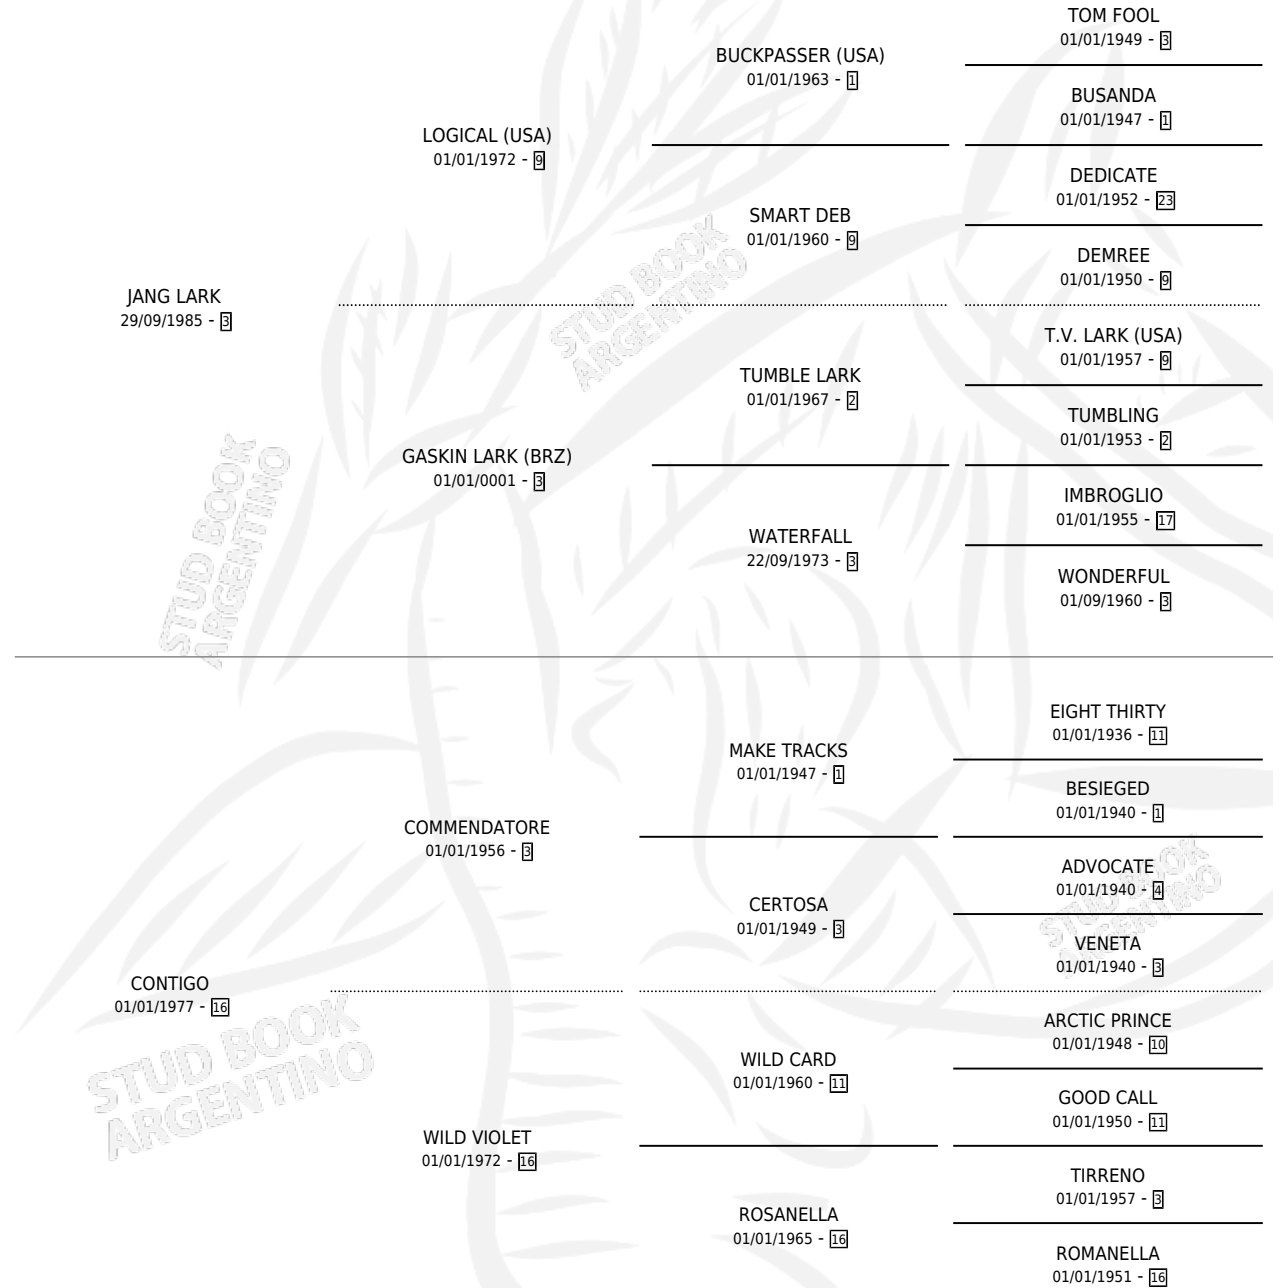 TOM FOOL
01/01/1949 - 3
BUCKPASSER (USA)
01/01/1963 - 1
BUSANDA
01/01/1947 - 1
LOGICAL (USA)
01/01/1972 - 9
DEDICATE
01/01/1952 - 23
SMART DEB
01/01/1960 - 9
DEMREE
01/01/1950 - 9
JANG LARK
29/09/1985 - 3
STUD BOOK
ARGENTINO
T.V. LARK (USA)
01/01/1957 - 9
TUMBLE LARK
01/01/1967 - 2
TUMBLING
01/01/1953 - 2
GASKIN LARK (BRZ)
01/01/0001 - 3
STUD BOOK
ARGENTINO
IMBROGLIO
01/01/1955 - 17
WATERFALL
22/09/1973 - 3
WONDERFUL
01/09/1960 - 3
EIGHT THIRTY
01/01/1936 - 11
MAKE TRACKS
01/01/1947 - 1
BESIEGED
01/01/1940 - 1
COMMENDATORE
01/01/1956 - 3
ADVOCATE
01/01/1940 - 4
STUD BOOK
ARGENTINO
CERTOSA
01/01/1949 - 3
VENETA
01/01/1940 - 3
CONTIGO
01/01/1977 - 16
ARCTIC PRINCE
01/01/1948 - 10
STUD BOOK
ARGENTINO
WILD CARD
01/01/1960 - 11
GOOD CALL
01/01/1950 - 11
WILD VIOLET
01/01/1972 - 16
TIRRENO
01/01/1957 - 3
ROSANELLA
01/01/1965 - 16
ROMANELLA
01/01/1951 - 16